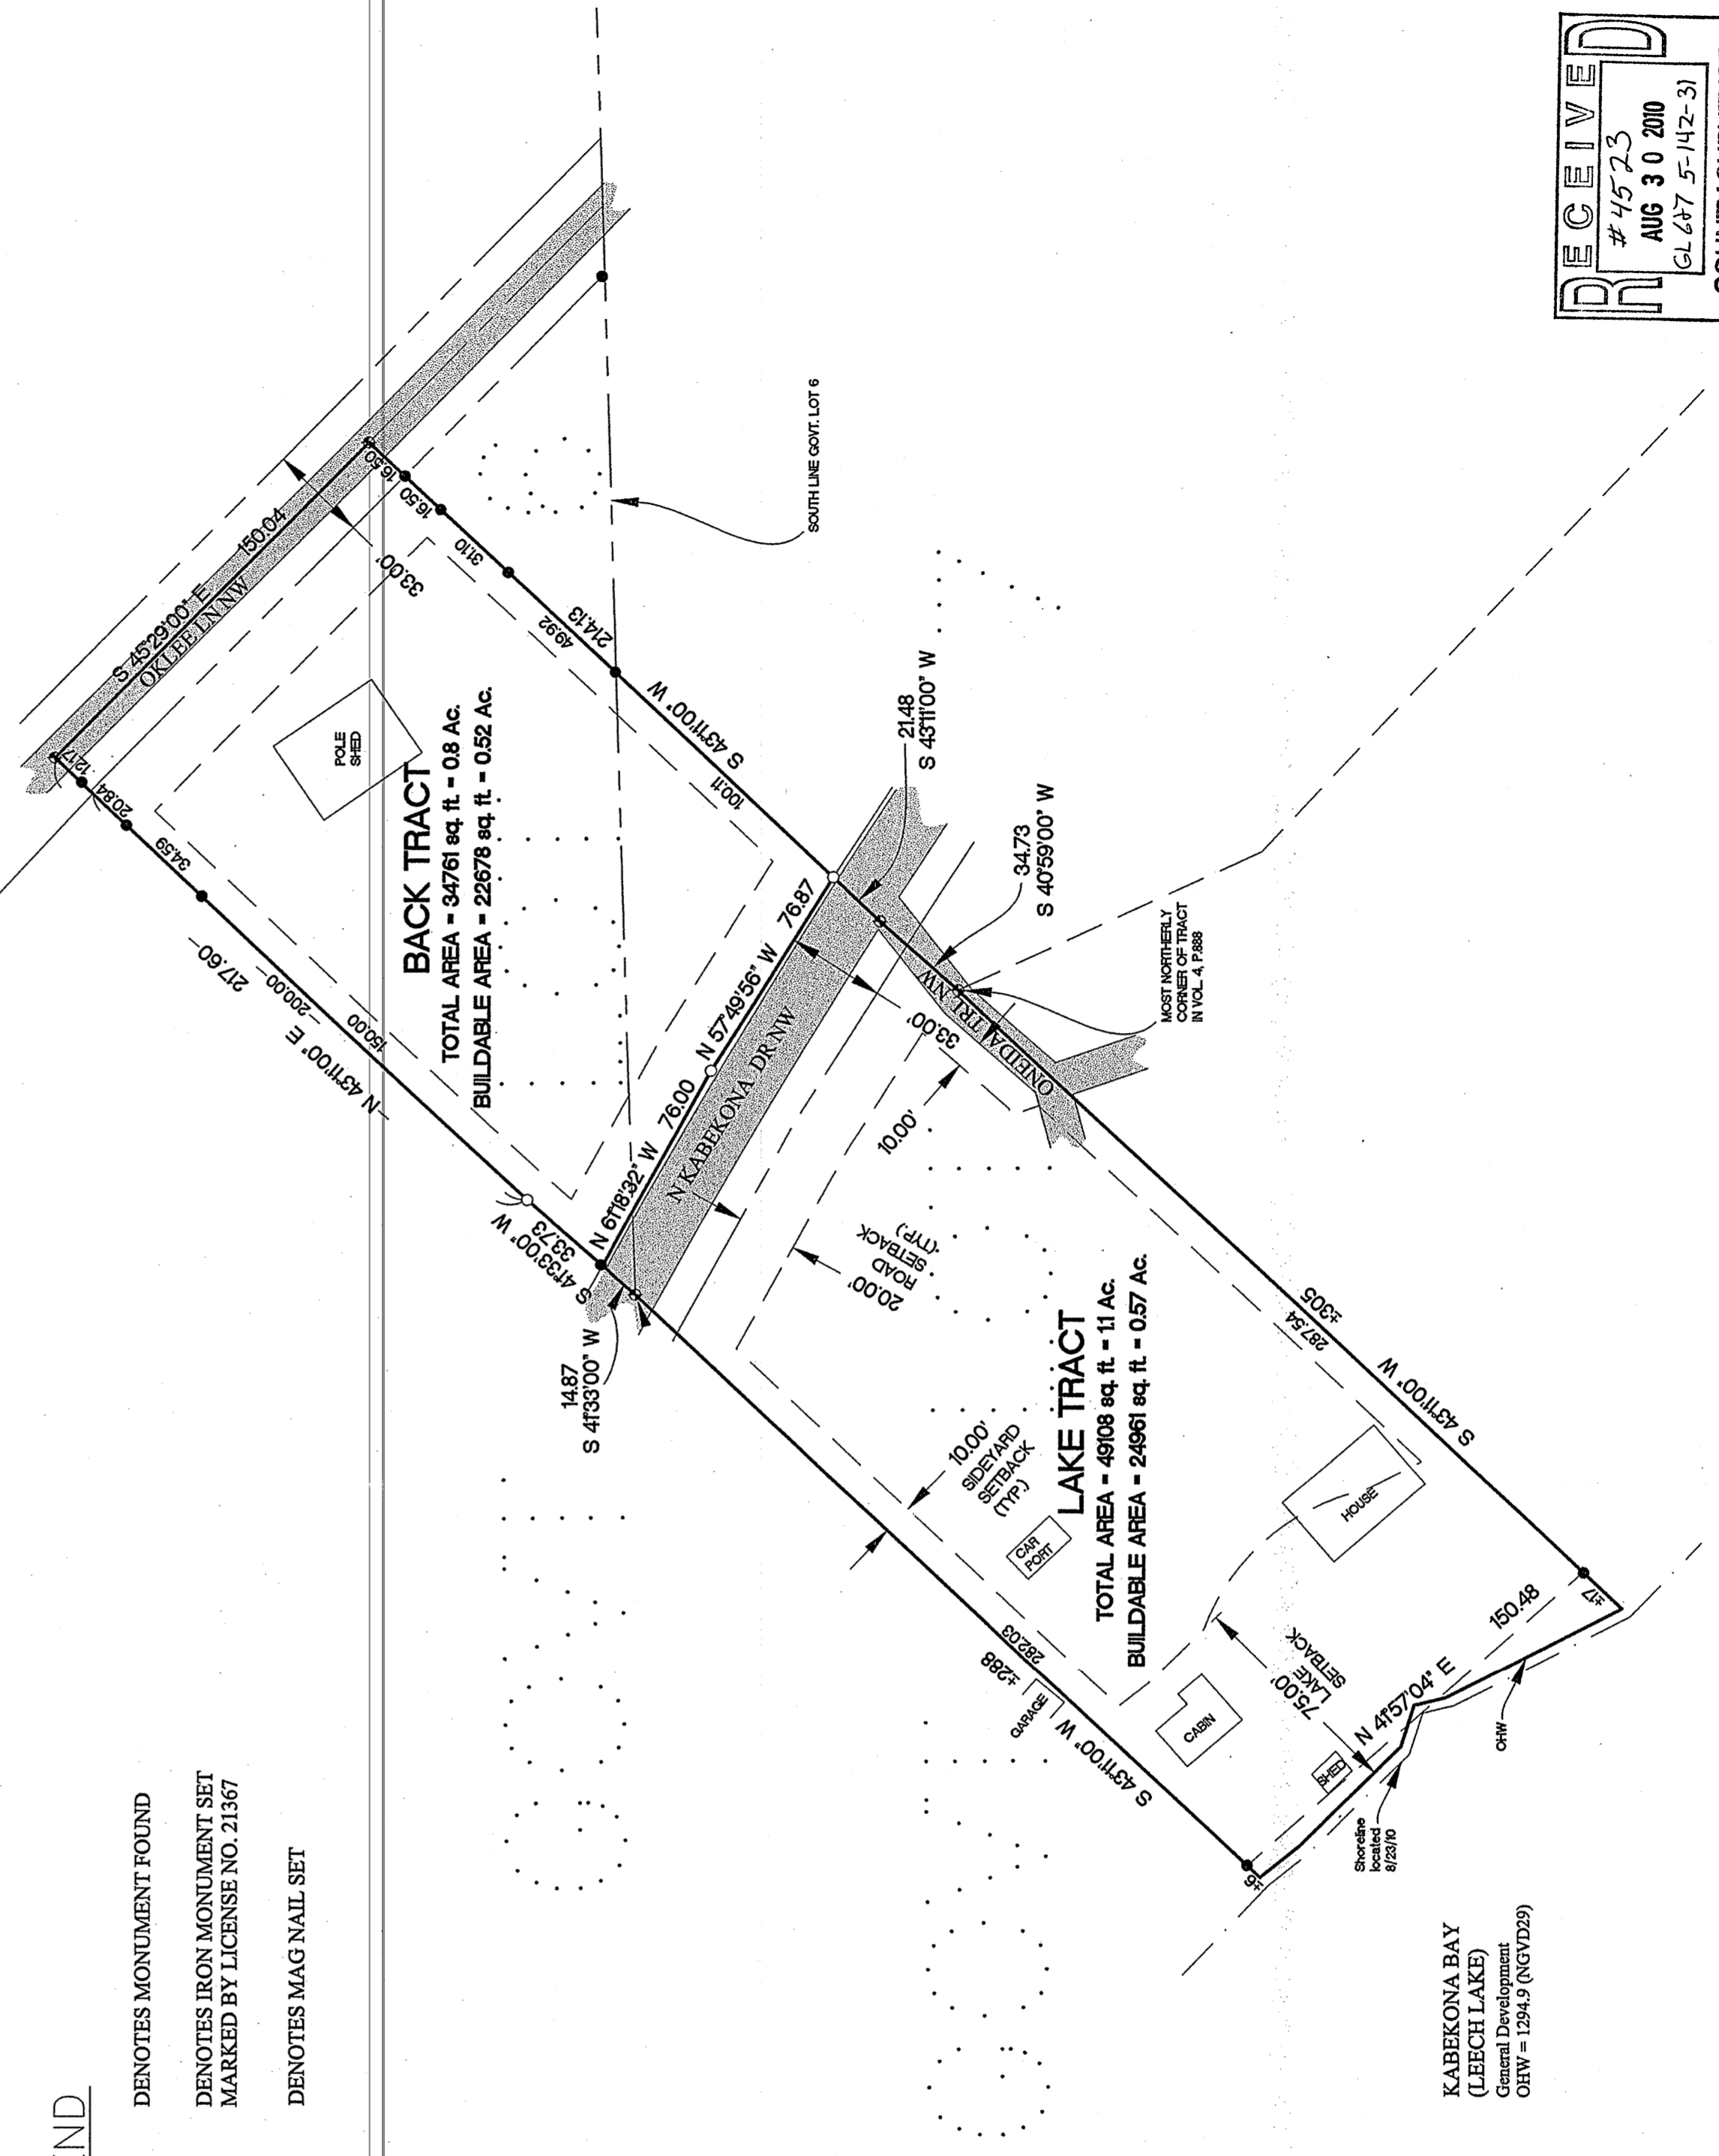 END
DENOTES MONUMENT FOUND
DENOTES IRON MONUMENT SET
MARKED BY LICENSE NO. 21367
DENOTES MAG NAIL SET
S 45°29'00" E
150.04
OKLEE LN NW
12.17
20.84
34.59
217.60
200.00
150.00
N 43°11'00" E
POLE
SHED
BACK TRACT
TOTAL AREA = 34761 sq. ft. = 0.8 Ac.
BUILDABLE AREA = 22678 sq. ft. = 0.52 Ac.
16.50
16.50
31.10
33.00'
49.92
214.13
S 43°11'00" W
100.11
SOUTH LINE GOVT. LOT 6
S 41°33'00" W
33.73
N 61°18'32" W
76.00
N 57°49'56" W
76.87
N KABEKONA DR NW
14.87
S 41°33'00" W
21.48
S 43°11'00" W
34.73
S 40°59'00" W
ONEIDA TRL NW
MOST NORTHERLY
CORNER OF TRACT
IN VOL. 4, P.888
33.00'
10.00'
20.00'
ROAD
SETBACK
(TYP.)
10.00'
SIDEYARD
SETBACK
(TYP.)
LAKE TRACT
TOTAL AREA = 49108 sq. ft. = 1.1 Ac.
BUILDABLE AREA = 24961 sq. ft. = 0.57 Ac.
CAR
PORT
±288
282.03
S 43°11'00" W
GARAGE
CABIN
SHED
HOUSE
75.00'
LAKE
SETBACK
±305
287.54
S 43°11'00" W
N 41°57'04" E
150.48
±17
±6
OHW
Shoreline
located
8/23/10
KABEKONA BAY
(LEECH LAKE)
General Development
OHW = 1294.9 (NGVD29)
RECEIVED
#4523
AUG 30 2010
GL 6&7 5-142-31